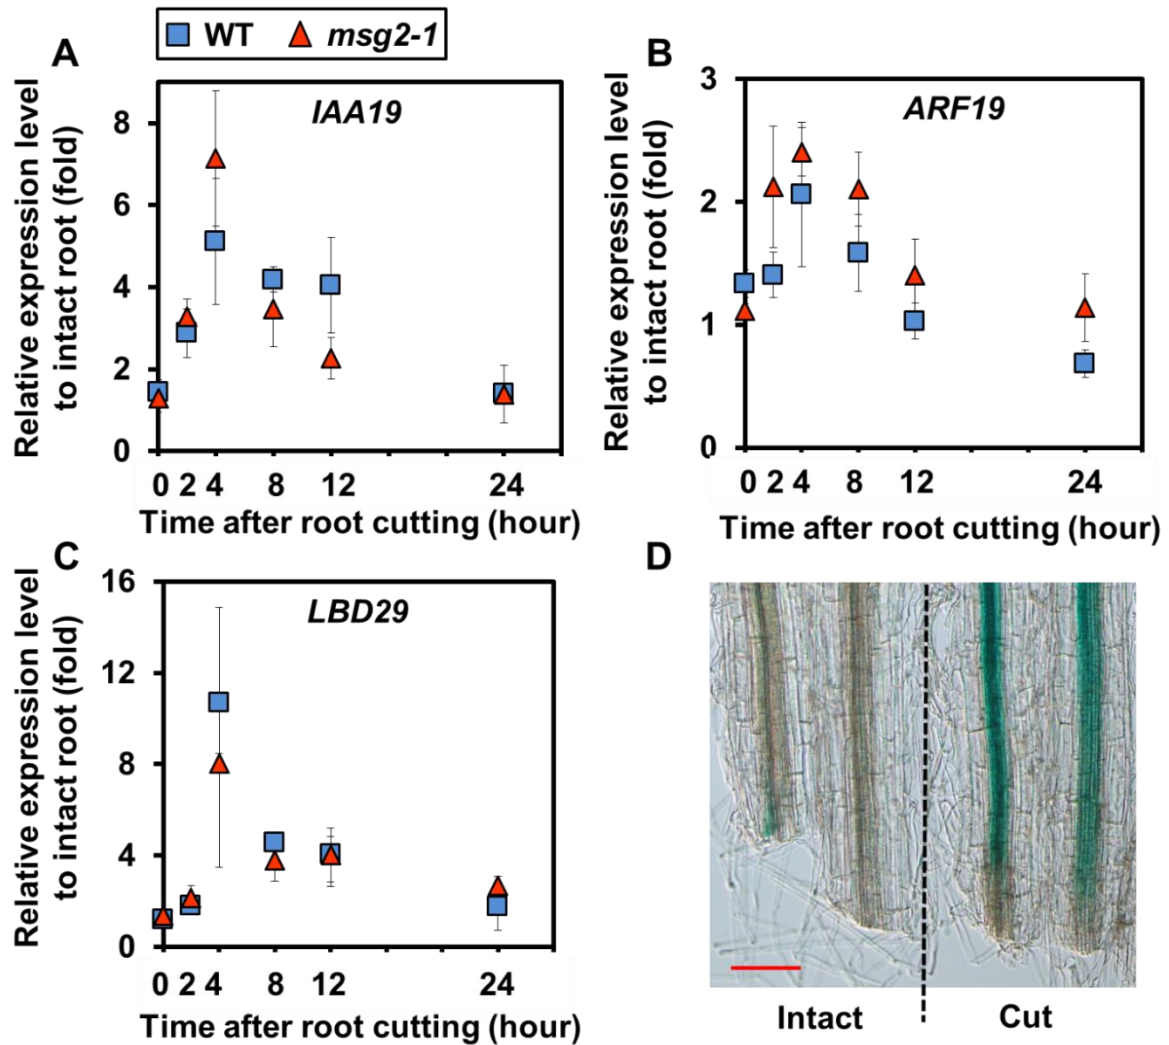 WT msg2-1
A
Relative expression level
to intact root (fold)
IAA19
8
6
4
2
0
0 2 4 8 12 24
Time after root cutting (hour)
B
Relative expression level
to intact root (fold)
ARF19
3
2
1
0
0 2 4 8 12 24
Time after root cutting (hour)
C
Relative expression level
to intact root (fold)
LBD29
16
12
8
4
0
0 2 4 8 12 24
Time after root cutting (hour)
D
Intact Cut